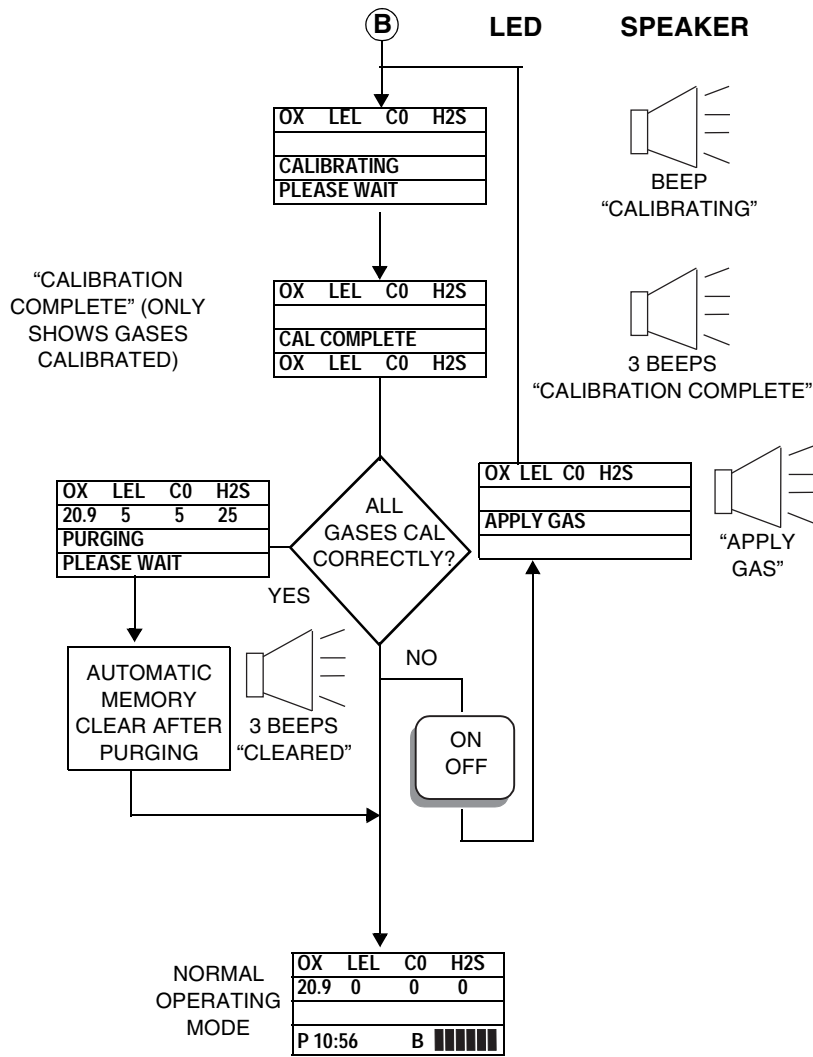 B
LED SPEAKER
OX LEL C0 H2S
CALIBRATING
PLEASE WAIT
BEEP
“CALIBRATING”
“CALIBRATION
COMPLETE” (ONLY
SHOWS GASES
CALIBRATED)
OX LEL C0 H2S
CAL COMPLETE
OX LEL C0 H2S
3 BEEPS
“CALIBRATION COMPLETE”
OX LEL C0 H2S
20.9 5 5 25
PURGING
PLEASE WAIT
ALL
GASES CAL
CORRECTLY?
OX LEL C0 H2S
APPLY GAS
“APPLY
GAS”
YES
NO
AUTOMATIC
MEMORY
CLEAR AFTER
PURGING
3 BEEPS
“CLEARED”
ON
OFF
NORMAL
OPERATING
MODE
OX LEL C0 H2S
20.9 0 0 0
P 10:56 B